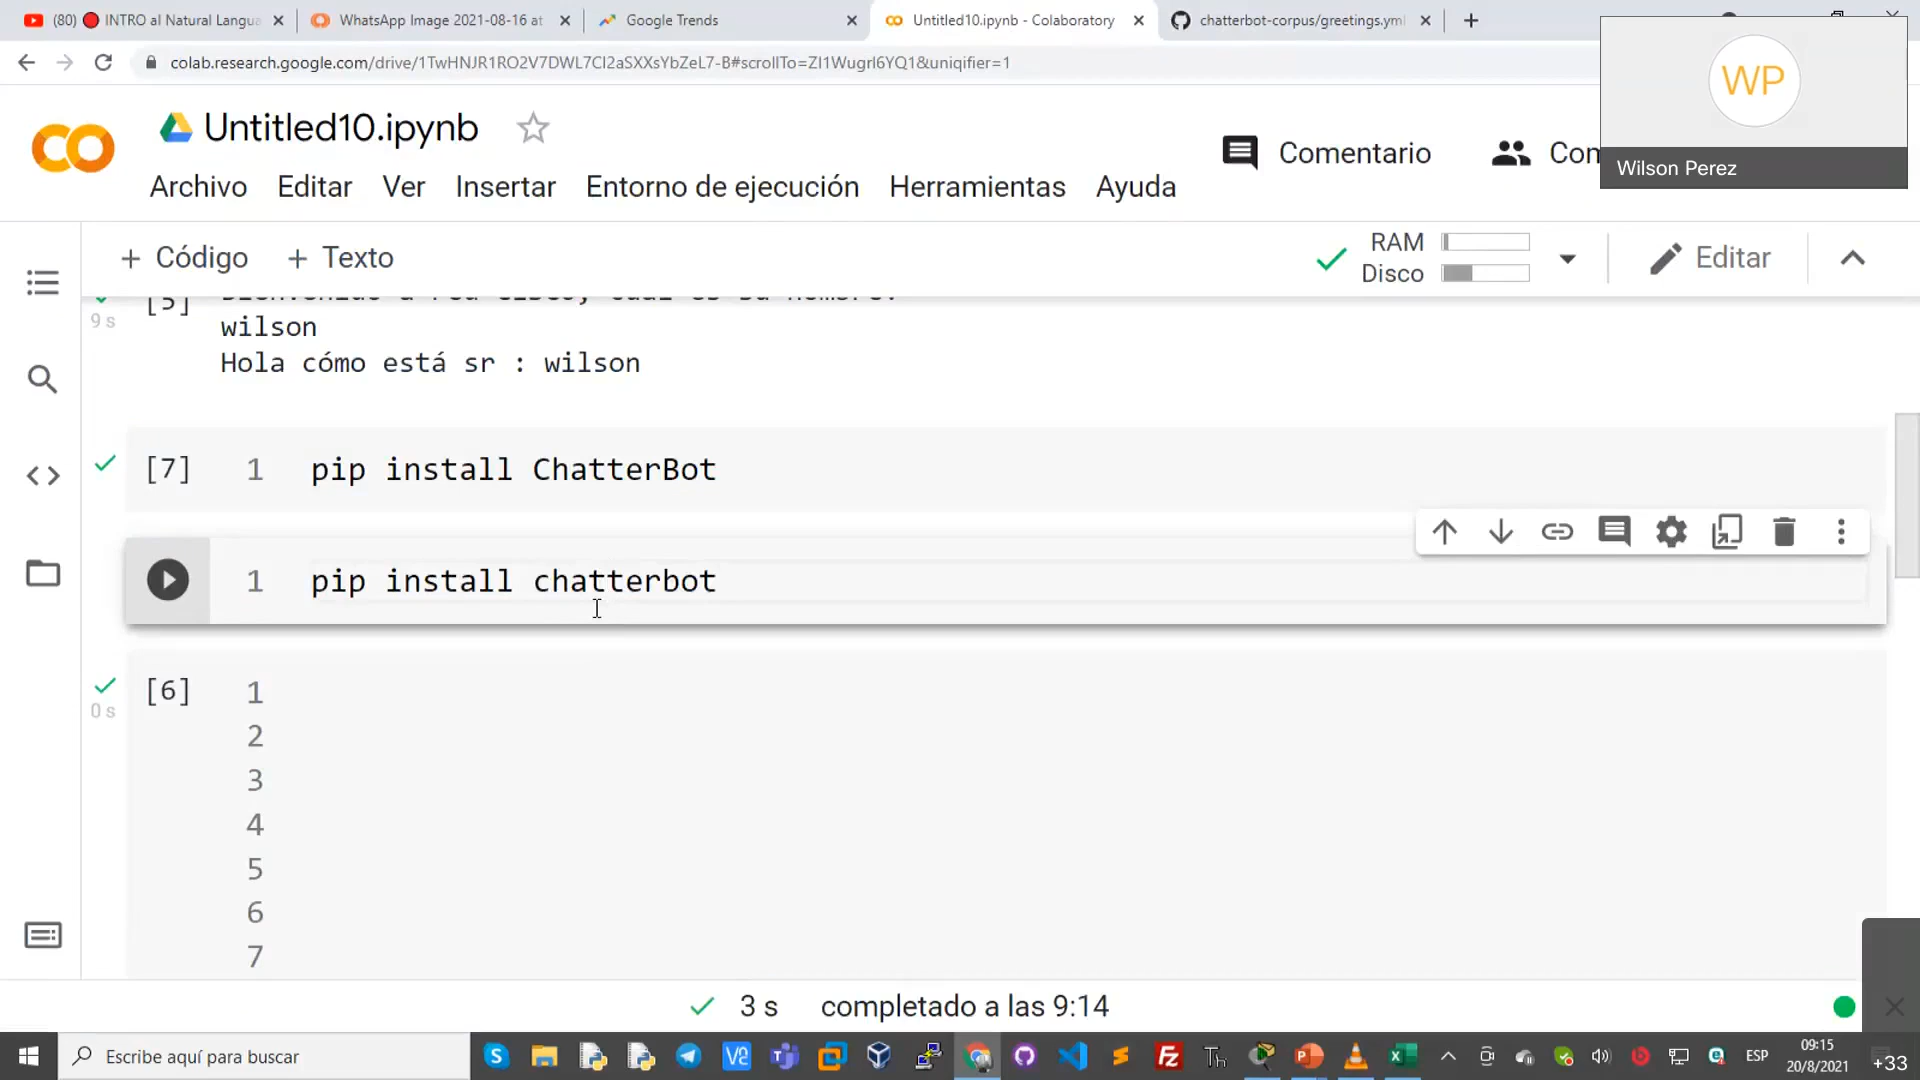 (80) 🔴 INTRO al Natural Langua
WhatsApp Image 2021-08-16 at
Google Trends
Untitled10.ipynb - Colaboratory
chatterbot-corpus/greetings.yml
colab.research.google.com/drive/1TwHNJR1RO2V7DWL7CI2aSXXsYbZeL7-B#scrollTo=ZI1Wugrl6YQ1&uniqifier=1
WP
Wilson Perez
Untitled10.ipynb
Comentario
Con
Archivo Editar Ver Insertar Entorno de ejecución Herramientas Ayuda
+ Código + Texto
RAM
Disco
Editar
9 s
[5]
wilson
Hola cómo está sr : wilson
[7] 1 pip install ChatterBot
1 pip install chatterbot
[6] 1
0 s
2
3
4
5
6
7
3 s completado a las 9:14
Escribe aquí para buscar
ESP
09:15
20/8/2021
+33